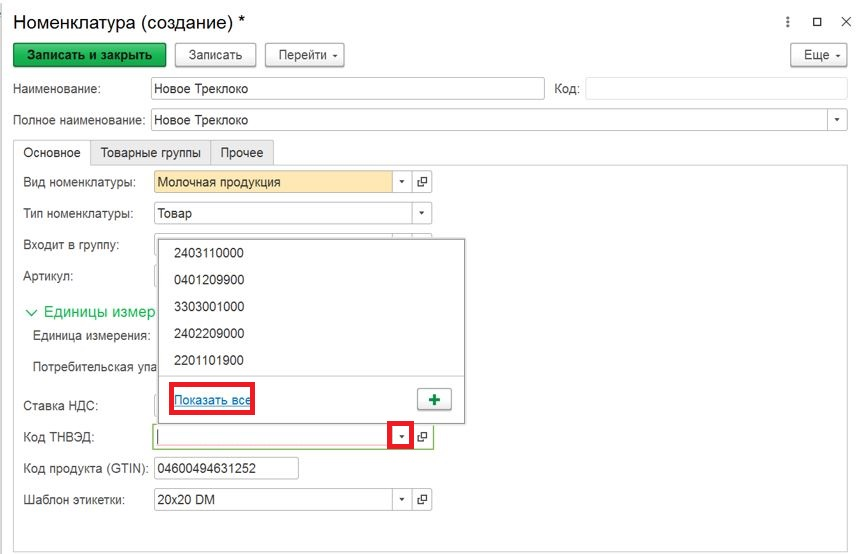 Номенклатура (создание) *
Записать и закрыть Записать Перейти Еще
Наименование: Новое Треклоко Код:
Полное наименование: Новое Треклоко
Основное Товарные группы Прочее
Вид номенклатуры: Молочная продукция
Тип номенклатуры: Товар
Входит в группу:
2403110000
Артикул:
0401209900
3303001000
Единицы измер
2402209000
Единица измерения:
2201101900
Потребительская упа
Показать все
Ставка НДС:
Код ТНВЭД:
Код продукта (GTIN): 04600494631252
Шаблон этикетки: 20x20 DM